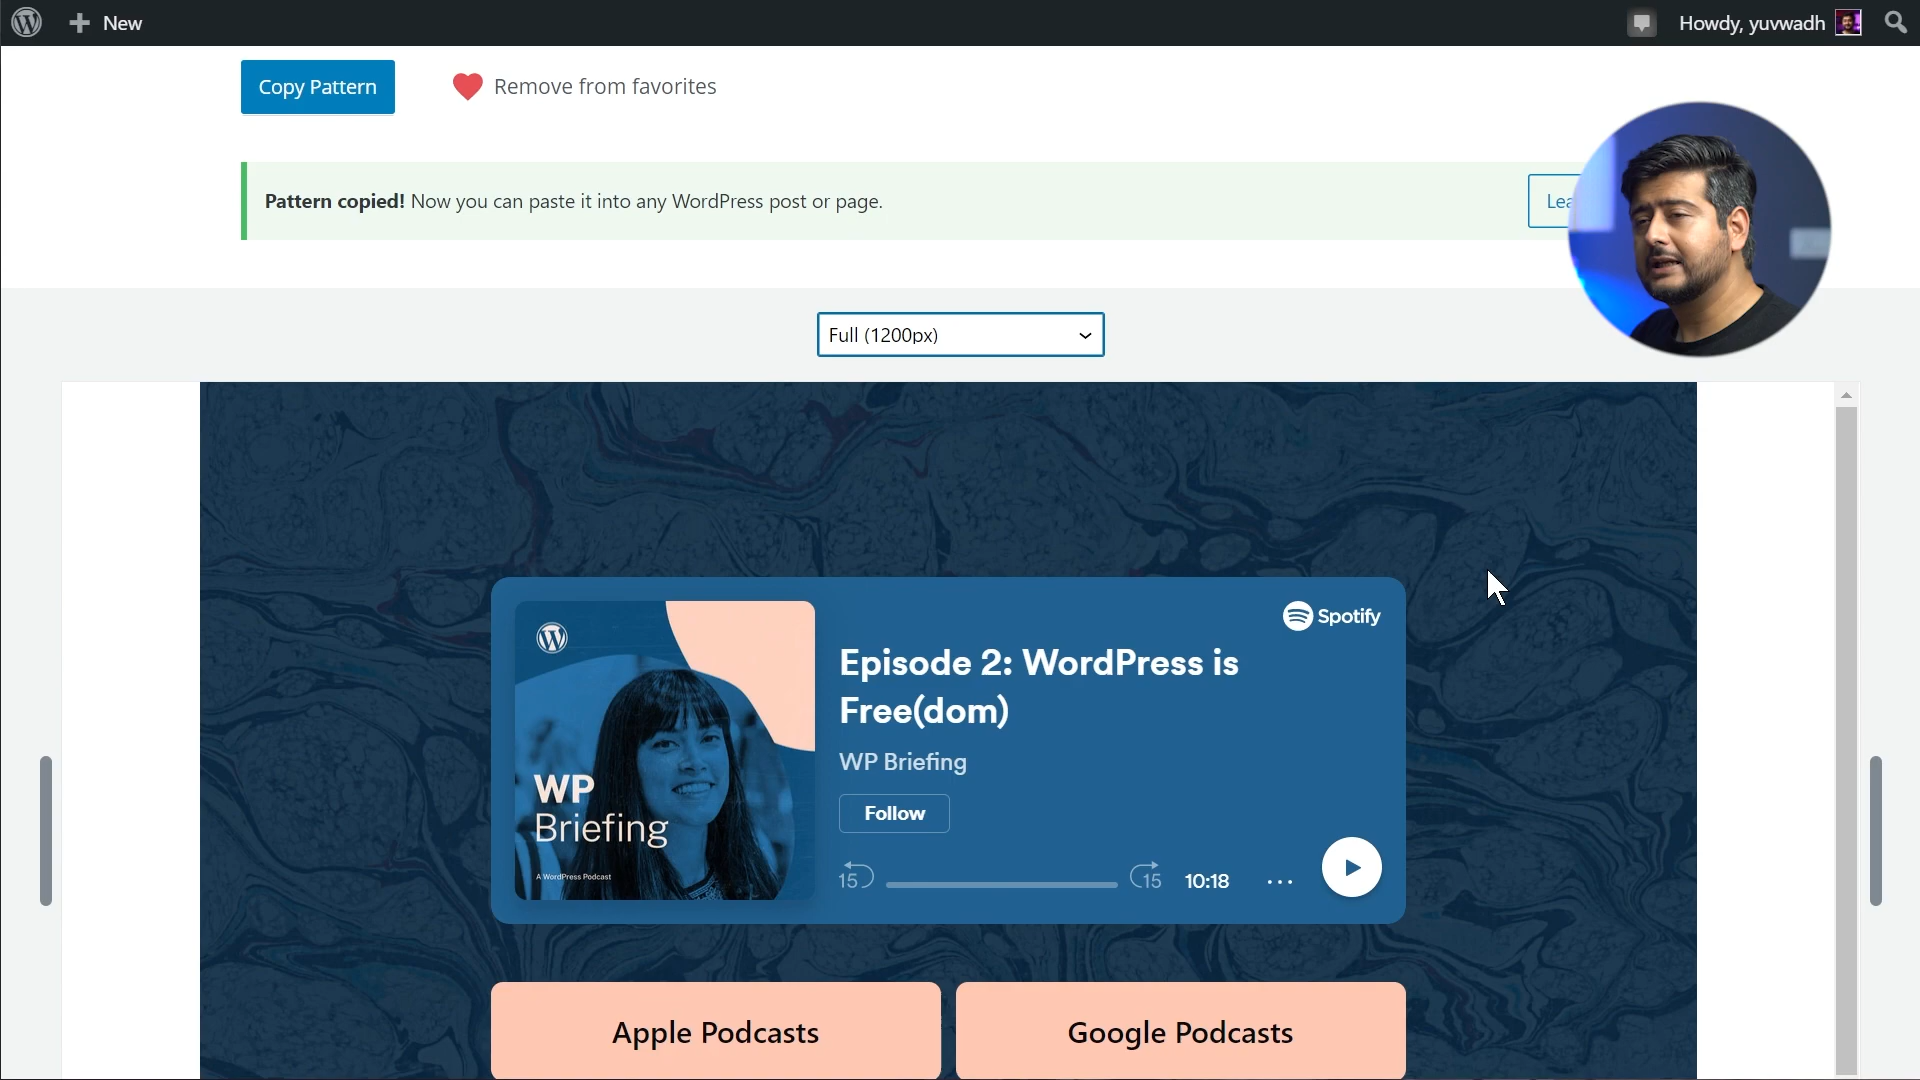 New
Howdy, yuvwadh
Copy Pattern
Remove from favorites
Pattern copied! Now you can paste it into any WordPress post or page.
Full (1200px)
Spotify
Episode 2: WordPress is
Free(dom)
WP Briefing
Follow
15
15
10:18
WP
Briefing
A WordPress Podcast
Apple Podcasts
Google Podcasts